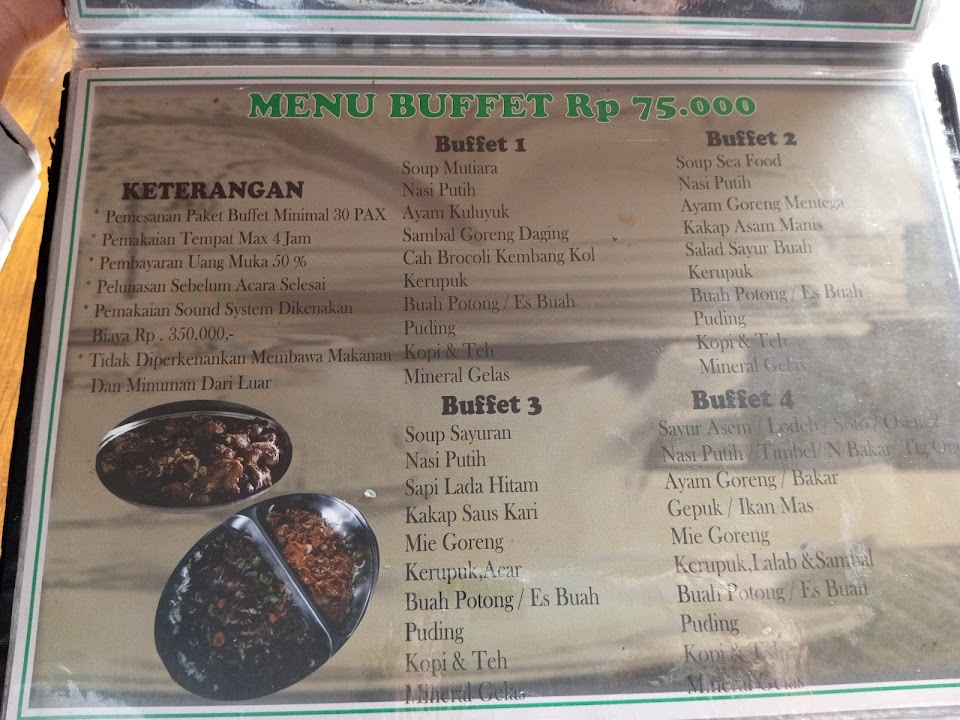 MENU BUFFET Rp 75.000
KETERANGAN
* Pemesanan Paket Buffet Minimal 30 PAX
* Pemakaian Tempat Max 4 Jam
* Pembayaran Uang Muka 50 %
* Pelunasan Sebelum Acara Selesai
* Pemakaian Sound System Dikenakan
Biaya Rp . 350.000,-
* Tidak Diperkenankan Membawa Makanan
Dan Minuman Dari Luar
Buffet 1
Soup Mutiara
Nasi Putih
Ayam Kuluyuk
Sambal Goreng Daging
Cah Brocoli Kembang Kol
Kerupuk
Buah Potong / Es Buah
Puding
Kopi & Teh
Mineral Gelas
Buffet 2
Soup Sea Food
Nasi Putih
Ayam Goreng Mentega
Kakap Asam Manis
Salad Sayur Buah
Kerupuk
Buah Potong / Es Buah
Puding
Kopi & Teh
Mineral Gelas
Buffet 3
Soup Sayuran
Nasi Putih
Sapi Lada Hitam
Kakap Saus Kari
Mie Goreng
Kerupuk,Acar
Buah Potong / Es Buah
Puding
Kopi & Teh
Mineral Gelas
Buffet 4
Sayur Asem / Lodeh / Soto /
Nasi Putih / Timbel/ N Bakar/
Ayam Goreng / Bakar
Gepuk / Ikan Mas
Mie Goreng
Kerupuk,Lalab &Sambal
Buah Potong / Es Buah
Puding
Kopi & Teh
Mineral Gelas